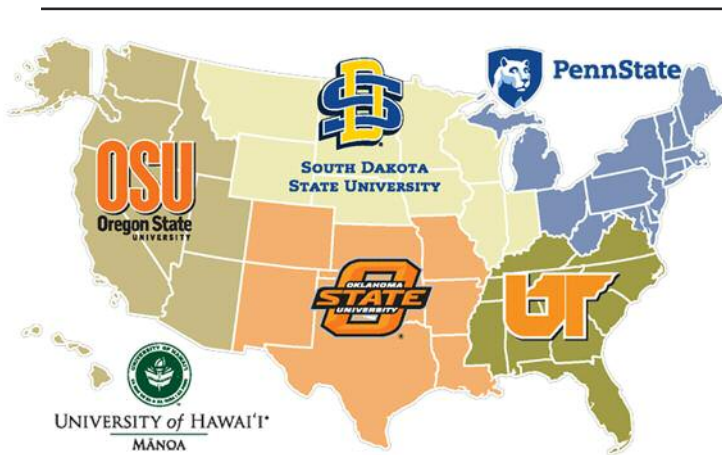 PennState
SOUTH DAKOTA
STATE UNIVERSITY
OSU
Oregon State
UNIVERSITY
OKLAHOMA
STATE
UNIVERSITY
UT
UNIVERSITY of HAWAI‘I®
MĀNOA